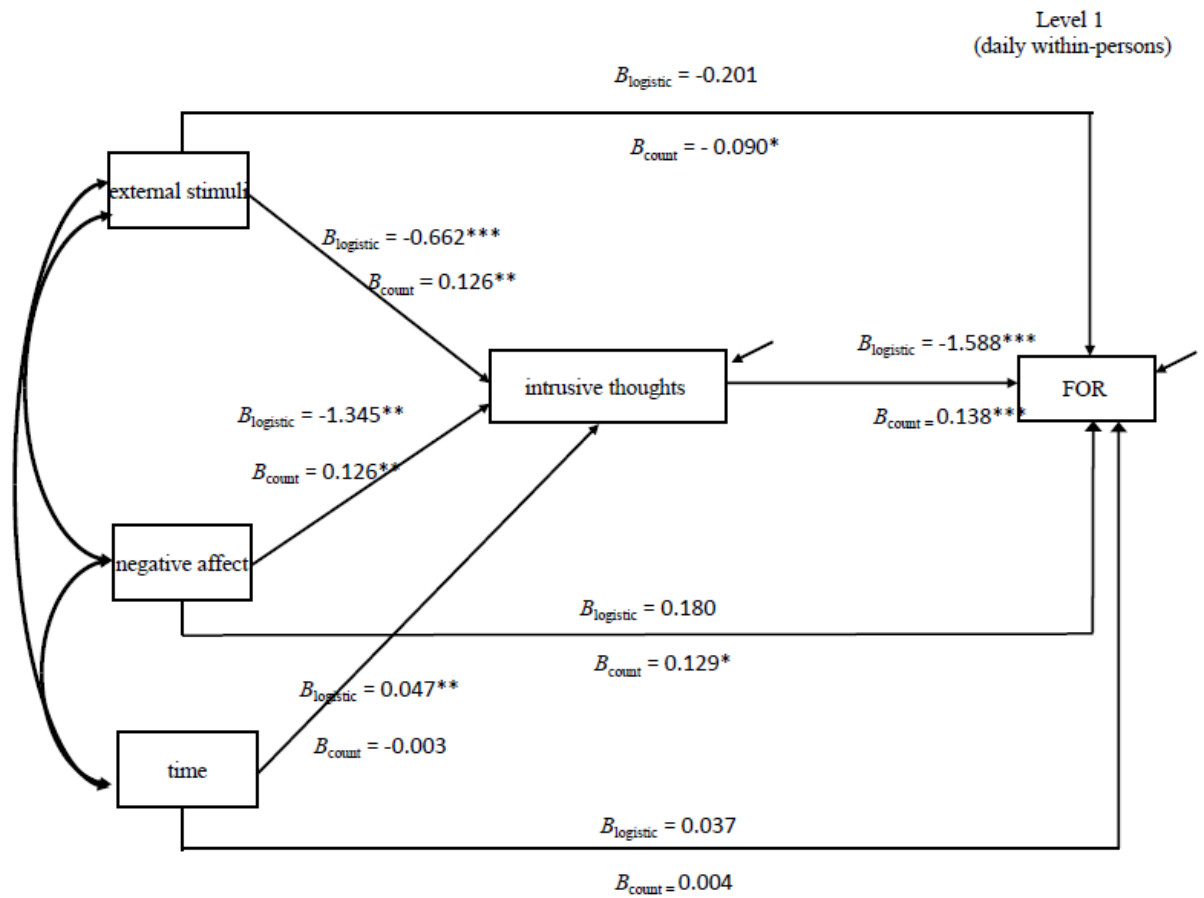 Level 1
(daily within-persons)
Blogistic = -0.201
Bcount = - 0.090*
external stimuli
Blogistic = -0.662***
Bcount = 0.126**
Blogistic = -1.588***
intrusive thoughts
FOR
Blogistic = -1.345**
Bcount = 0.138***
Bcount = 0.126**
negative affect
Blogistic = 0.180
Bcount = 0.129*
Blogistic = 0.047**
Bcount = -0.003
time
Blogistic = 0.037
Bcount = 0.004